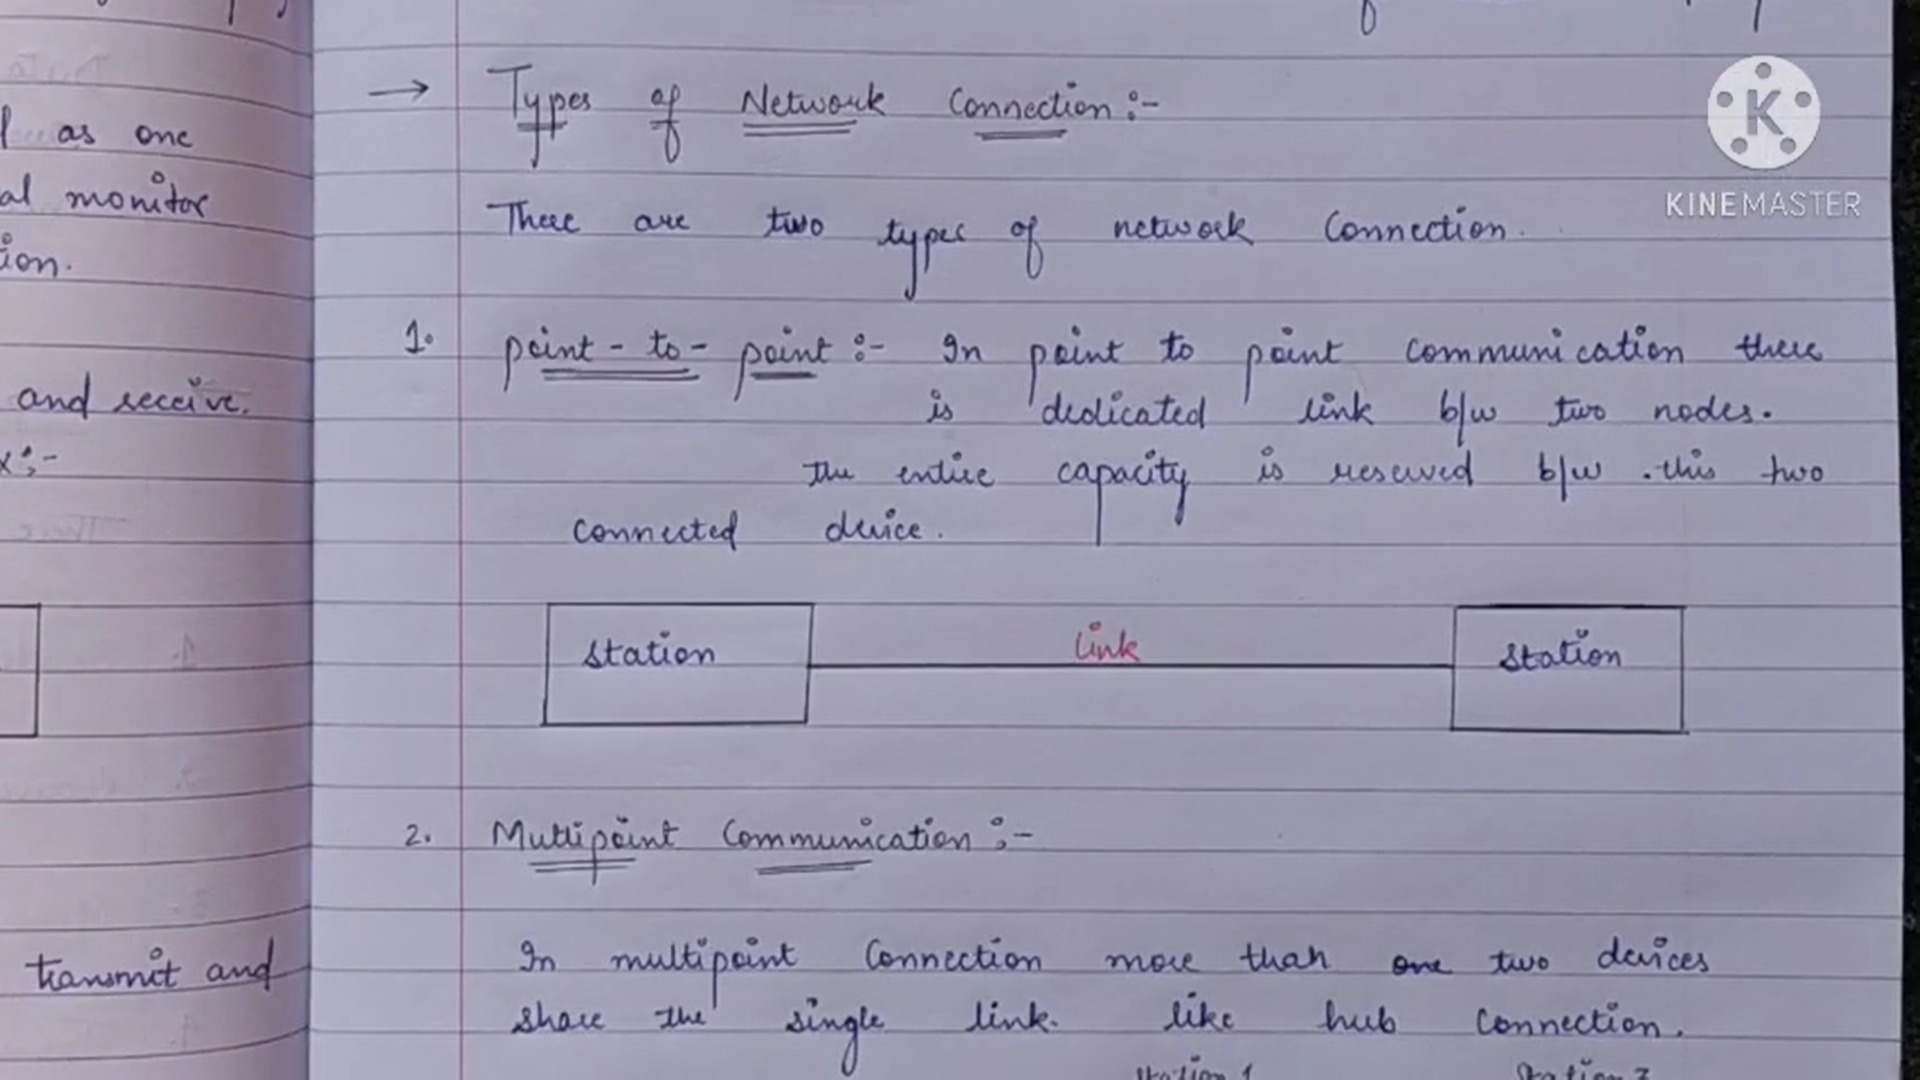 → Types of Network Connection :-
K
KINEMASTER
l as one
al monitor
ion.
and receive.
x:-
transmit and
There are two types of network Connection.
1. point-to-point :- In point to point communication there
is dedicated link b/w two nodes.
The entire capacity is reserved b/w this two
connected device.
Station link Station
2. Multipoint Communication :-
In multipoint Connection more than one two devices
share the single link. like hub Connection.
Station 1